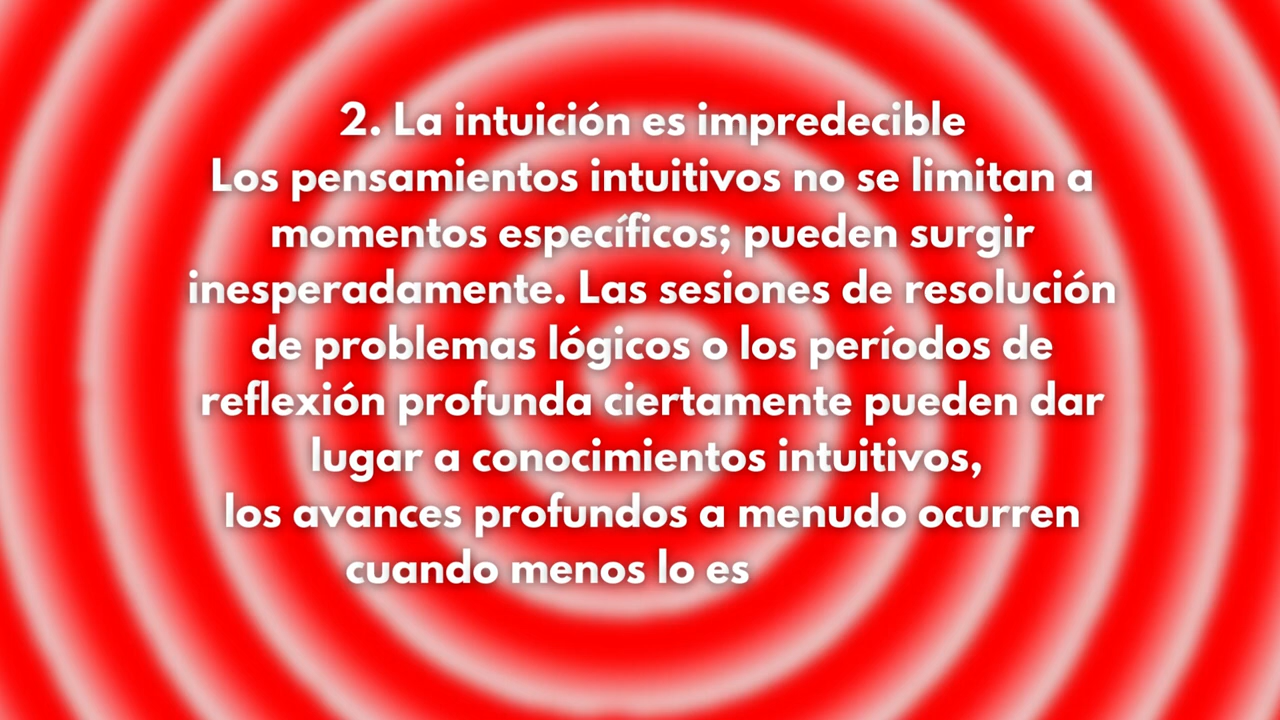 2. La intuición es impredecible
Los pensamientos intuitivos no se limitan a
momentos específicos; pueden surgir
inesperadamente. Las sesiones de resolución
de problemas lógicos o los períodos de
reflexión profunda ciertamente pueden dar
lugar a conocimientos intuitivos,
los avances profundos a menudo ocurren
cuando menos lo es